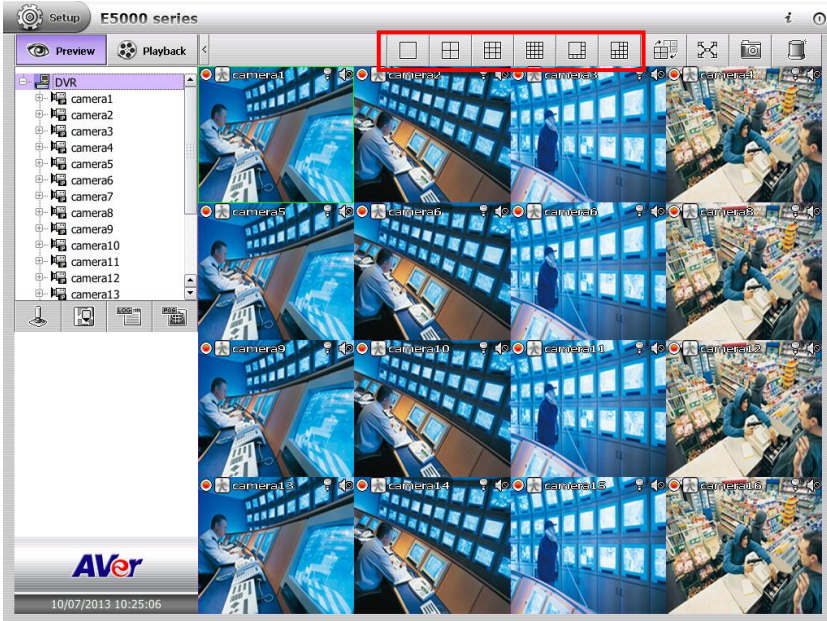 Setup E5000 series i
Preview Playback <
DVR
camera1
camera2
camera3
camera4
camera5
camera6
camera7
camera8
camera9
camera10
camera11
camera12
camera13
LOG POS
AVer
10/07/2013 10:25:06
camera1 camera2 camera3 camera4
camera5 camera6 camera6 camera8
camera9 camera10 camera11 camera12
camera13 camera14 camera15 camera16